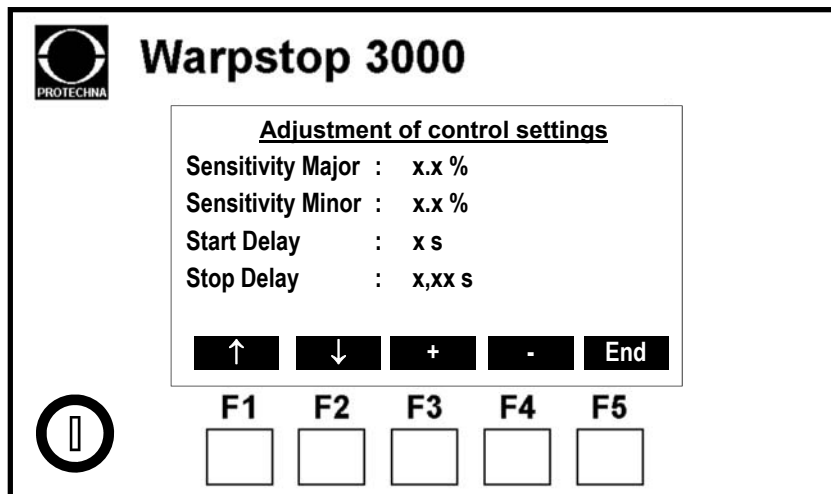 Warpstop 3000
PROTECHNA
Adjustment of control settings
Sensitivity Major : x.x %
Sensitivity Minor : x.x %
Start Delay : x s
Stop Delay : x,xx s
↑ ↓ + - End
F1 F2 F3 F4 F5